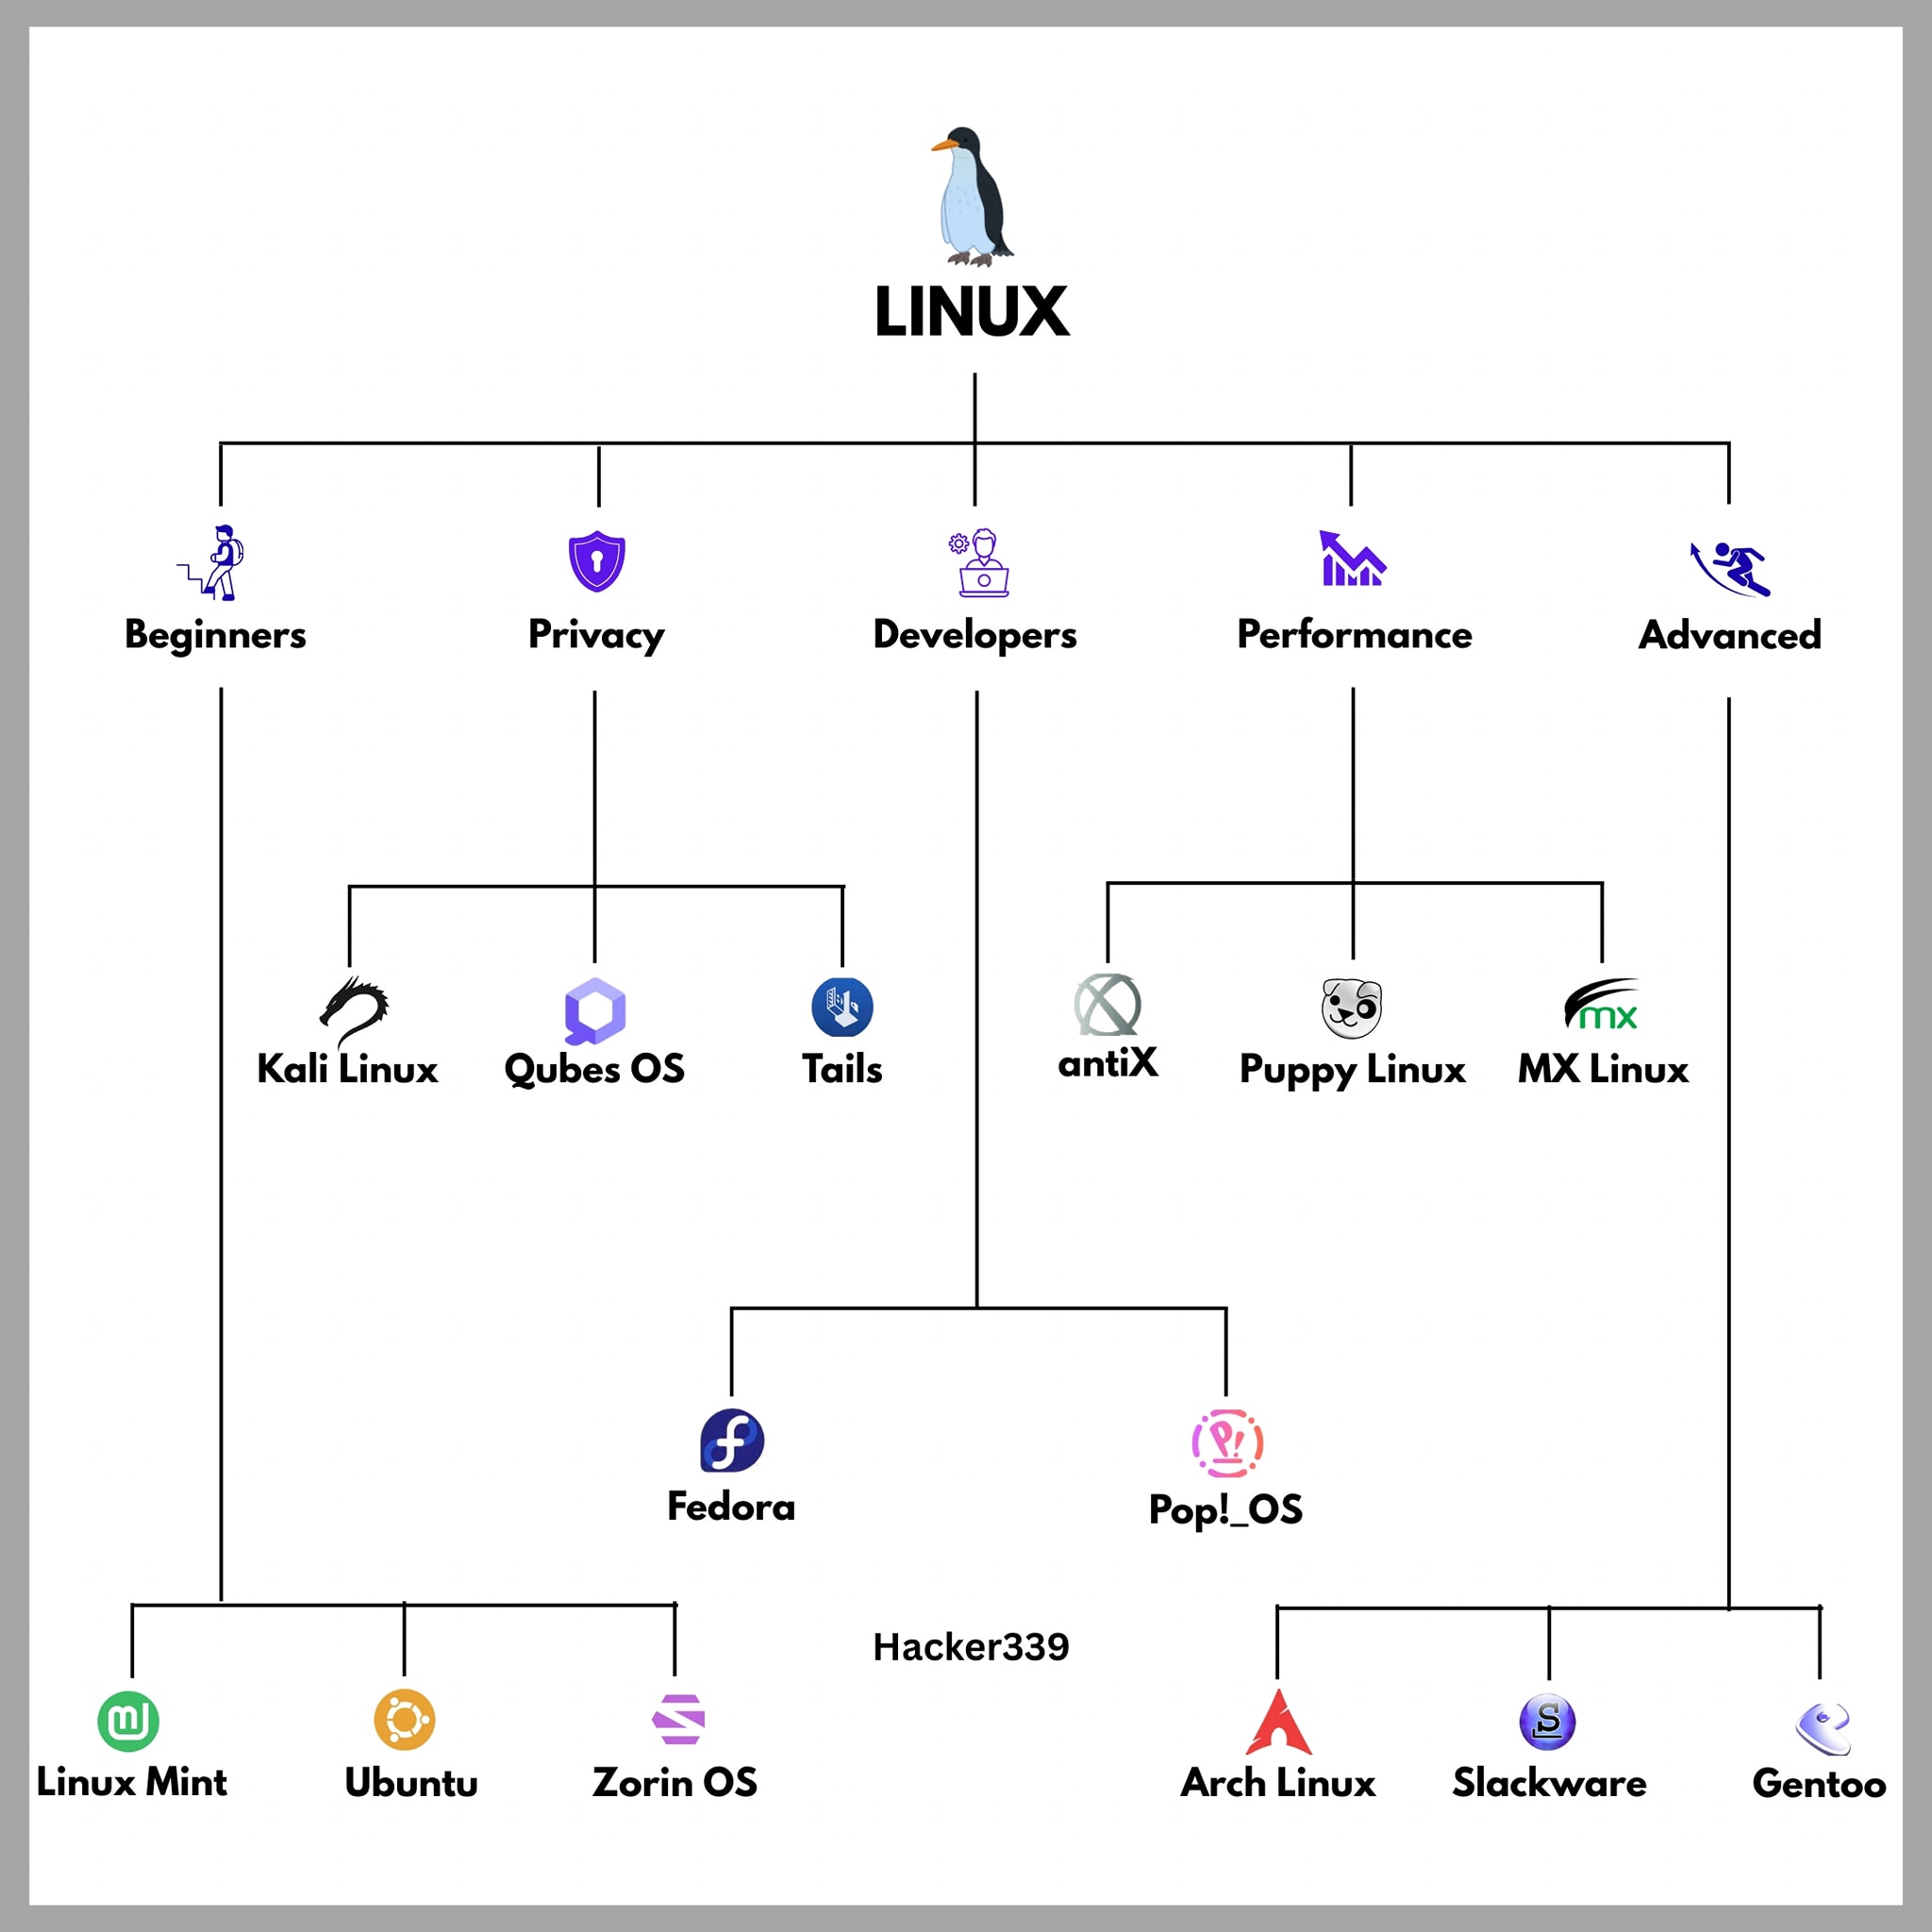 LINUX
Beginners
Privacy
Developers
Performance
Advanced
Kali Linux
Qubes OS
Tails
antiX
Puppy Linux
mx
MX Linux
f
P!
Fedora
Pop!_OS
Hacker339
m
S
Linux Mint
Ubuntu
Zorin OS
Arch Linux
Slackware
Gentoo